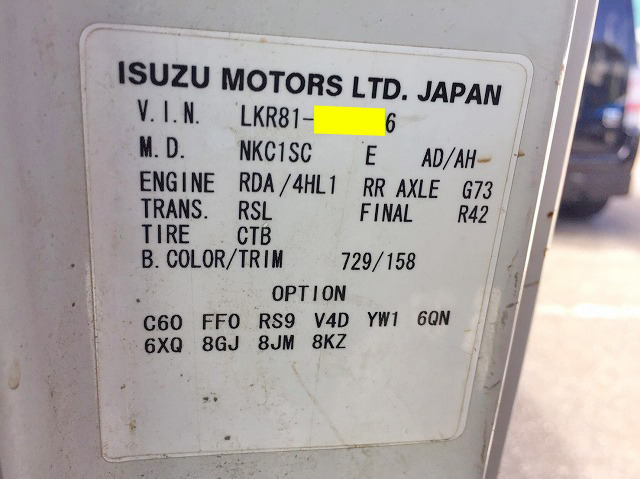 ISUZU MOTORS LTD. JAPAN
V.I.N. LKR81- 6
M.D. NKC1SC E AD/AH
ENGINE RDA/4HL1 RR AXLE G73
TRANS. RSL FINAL R42
TIRE CTB
B.COLOR/TRIM 729/158
OPTION
C60 FF0 RS9 V4D YW1 6QN
6XQ 8GJ 8JM 8KZ